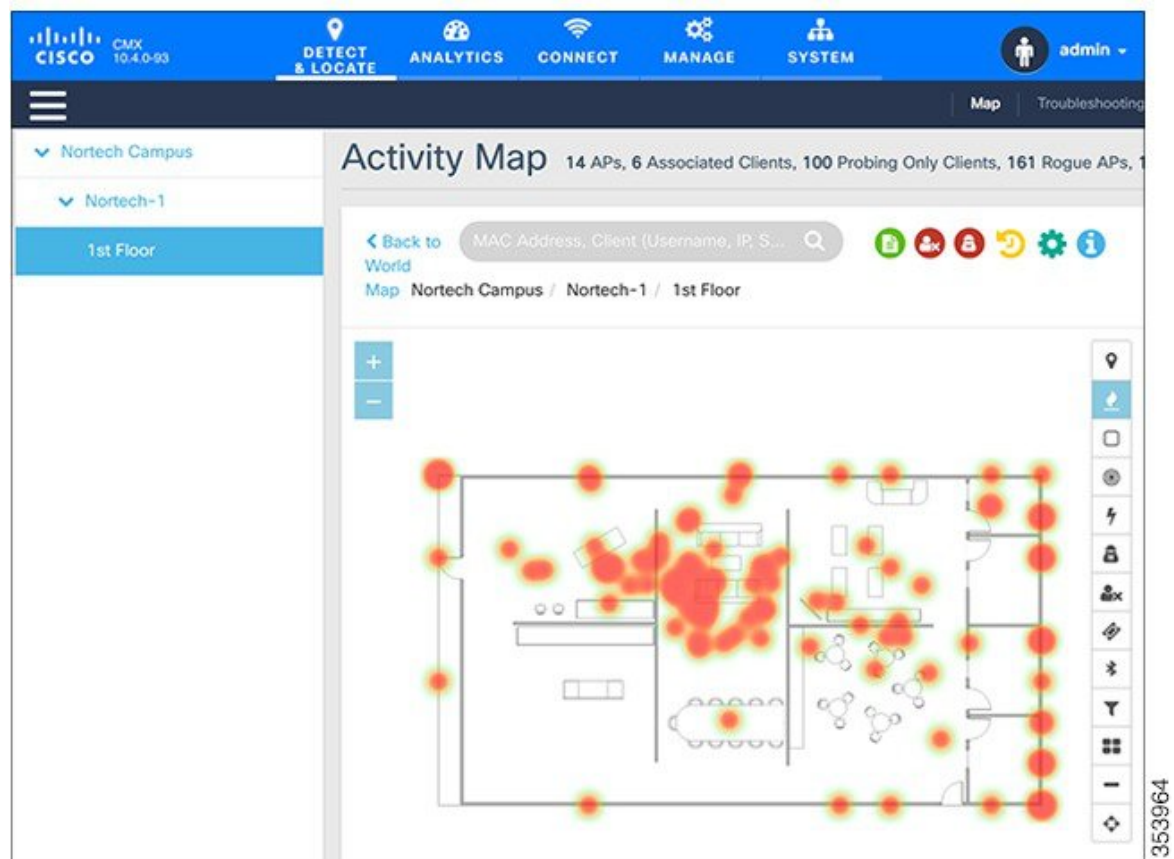 CISCO
CMX
10.4.0-93
DETECT
& LOCATE
ANALYTICS
CONNECT
MANAGE
SYSTEM
admin
Map
Troubleshooting
Nortech Campus
Nortech-1
1st Floor
Activity Map 14 APs, 6 Associated Clients, 100 Probing Only Clients, 161 Rogue APs, 1
Back to
World
Map
MAC Address, Client (Username, IP, S...
Nortech Campus / Nortech-1 / 1st Floor
+
−
353964